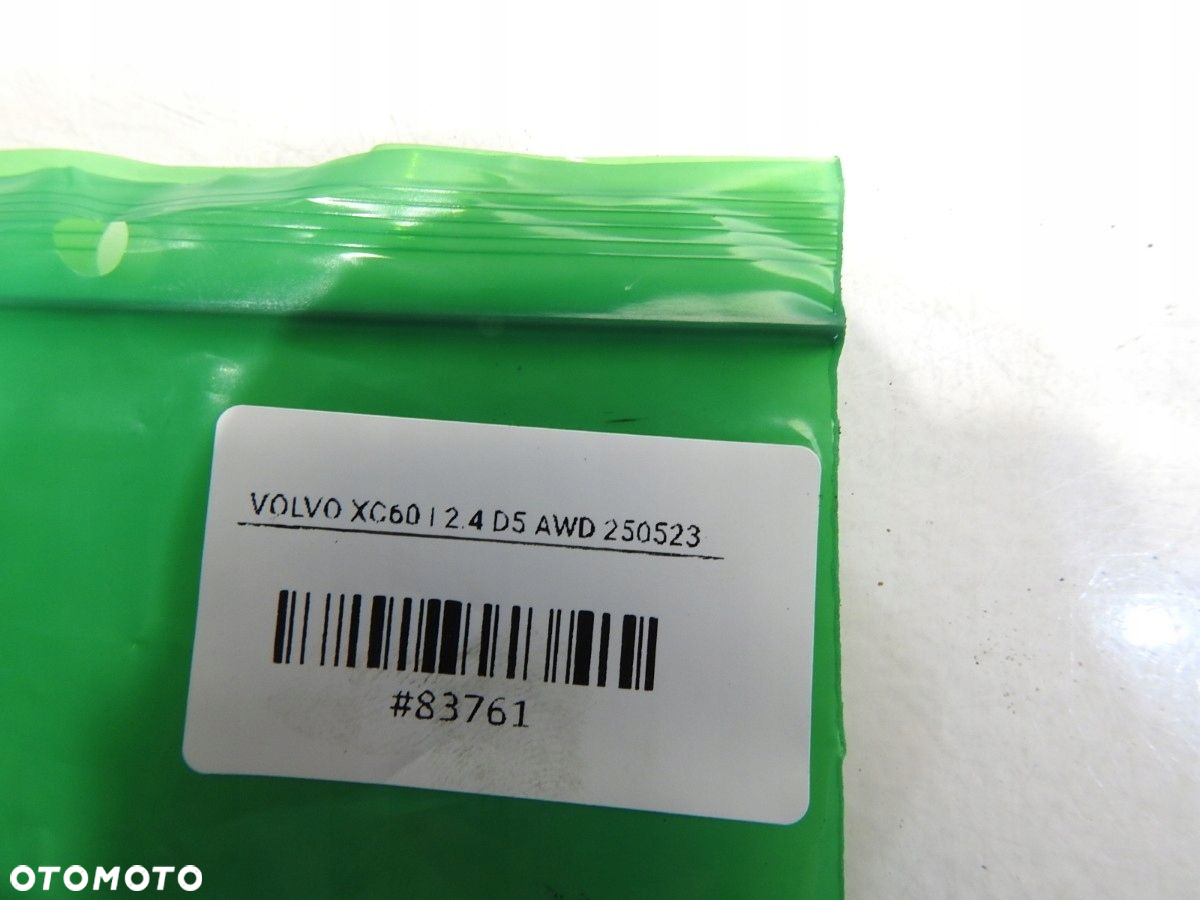 VOLVO XC60 I 2.4 D5 AWD 250523
#83761
OTOMOTO